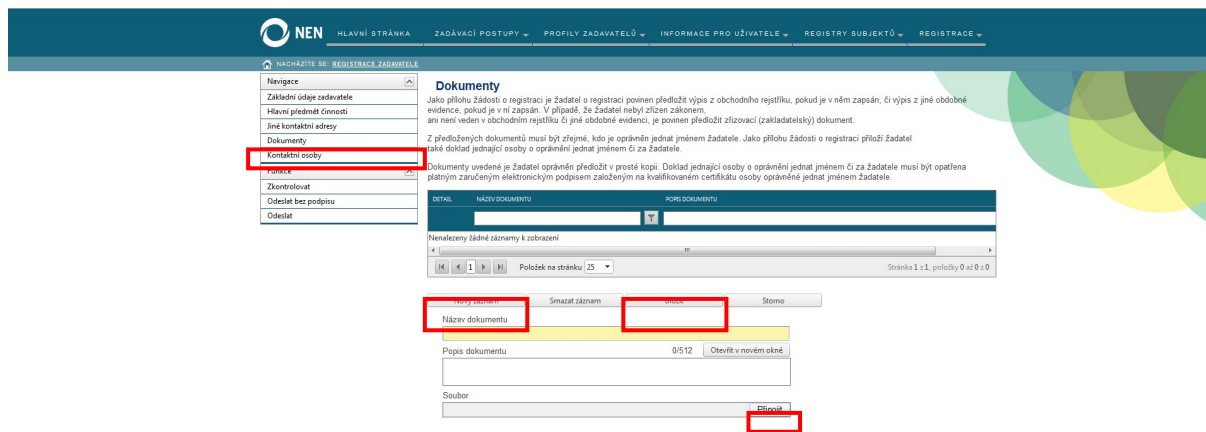 NEN
HLAVNÍ STRÁNKA ZADÁVACÍ POSTUPY PROFILY ZADAVATELŮ INFORMACE PRO UŽIVATELE REGISTRY SUBJEKTŮ REGISTRACE
NACHÁZÍTE SE: REGISTRACE ZADAVATELE
Navigace
Základní údaje zadavatele
Hlavní předmět činnosti
Jiné kontaktní adresy
Dokumenty
Kontaktní osoby
Funkce
Zkontrolovat
Odeslat bez podpisu
Odeslat
Dokumenty
Jako přílohu žádosti o registraci je žadatel o registraci povinen předložit výpis z obchodního rejstříku, pokud je v něm zapsán, či výpis z jiné obdobné
evidence, pokud je v ní zapsán. V případě, že žadatel nebyl zřízen zákonem,
ani není veden v obchodním rejstříku či jiné obdobné evidenci, je povinen předložit zřizovací (zakladatelský) dokument.
Z předložených dokumentů musí být zřejmé, kdo je oprávněn jednat jménem žadatele. Jako přílohu žádosti o registraci přiloží žadatel
také doklad jednající osoby o oprávnění jednat jménem či za žadatele.
Dokumenty uvedené je žadatel oprávněn předložit v prosté kopii. Doklad jednající osoby o oprávnění jednat jménem či za žadatele musí být opatřena
platným zaručeným elektronickým podpisem založeným na kvalifikovaném certifikátu osoby oprávněné jednat jménem žadatele.
DETAIL NÁZEV DOKUMENTU POPIS DOKUMENTU
Nenalezeny žádné záznamy k zobrazení
1 Položek na stránku 25 Stránka 1 z 1, položky 0 až 0 z 0
Nový záznam Smazat záznam Uložit Storno
Název dokumentu
Popis dokumentu 0/512 Otevřít v novém okně
Soubor
Připojit